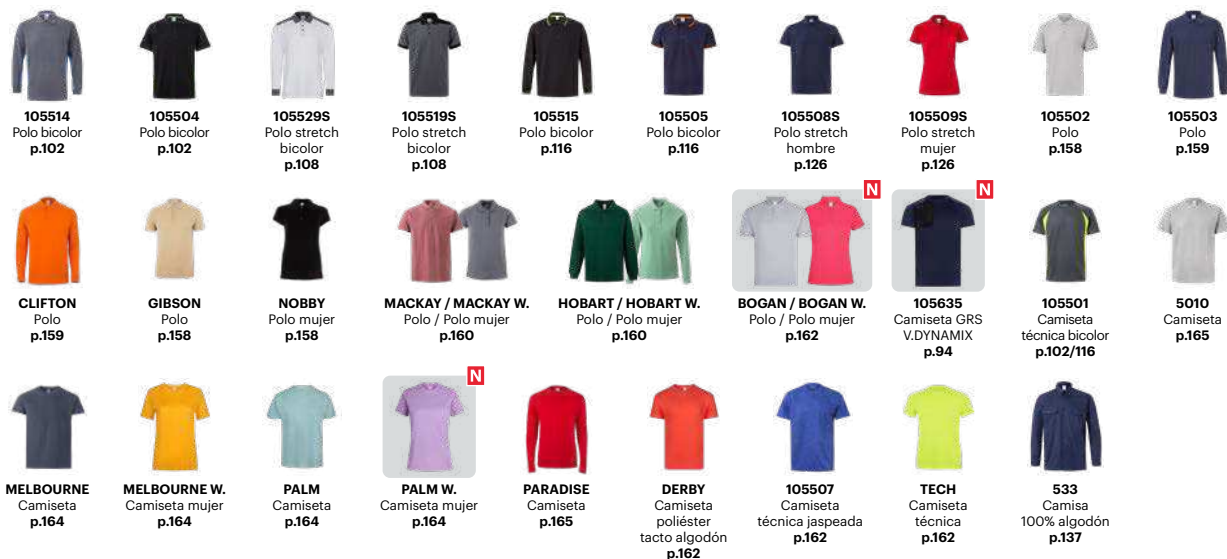 105514
Polo bicolor
p.102
105504
Polo bicolor
p.102
105529S
Polo stretch
bicolor
p.108
105519S
Polo stretch
bicolor
p.108
105515
Polo bicolor
p.116
105505
Polo bicolor
p.116
105508S
Polo stretch
hombre
p.126
105509S
Polo stretch
mujer
p.126
105502
Polo
p.158
105503
Polo
p.159
CLIFTON
Polo
p.159
GIBSON
Polo
p.158
NOBBY
Polo mujer
p.158
MACKAY / MACKAY W.
Polo / Polo mujer
p.160
HOBART / HOBART W.
Polo / Polo mujer
p.160
N
BOGAN / BOGAN W.
Polo / Polo mujer
p.162
N
105635
Camiseta GRS
V.DYNAMIX
p.94
105501
Camiseta
técnica bicolor
p.102/116
5010
Camiseta
p.165
MELBOURNE
Camiseta
p.164
MELBOURNE W.
Camiseta mujer
p.164
PALM
Camiseta
p.164
N
PALM W.
Camiseta mujer
p.164
PARADISE
Camiseta
p.165
DERBY
Camiseta
poliéster
tacto algodón
p.162
105507
Camiseta
técnica jaspeada
p.162
TECH
Camiseta
técnica
p.162
533
Camisa
100% algodón
p.137